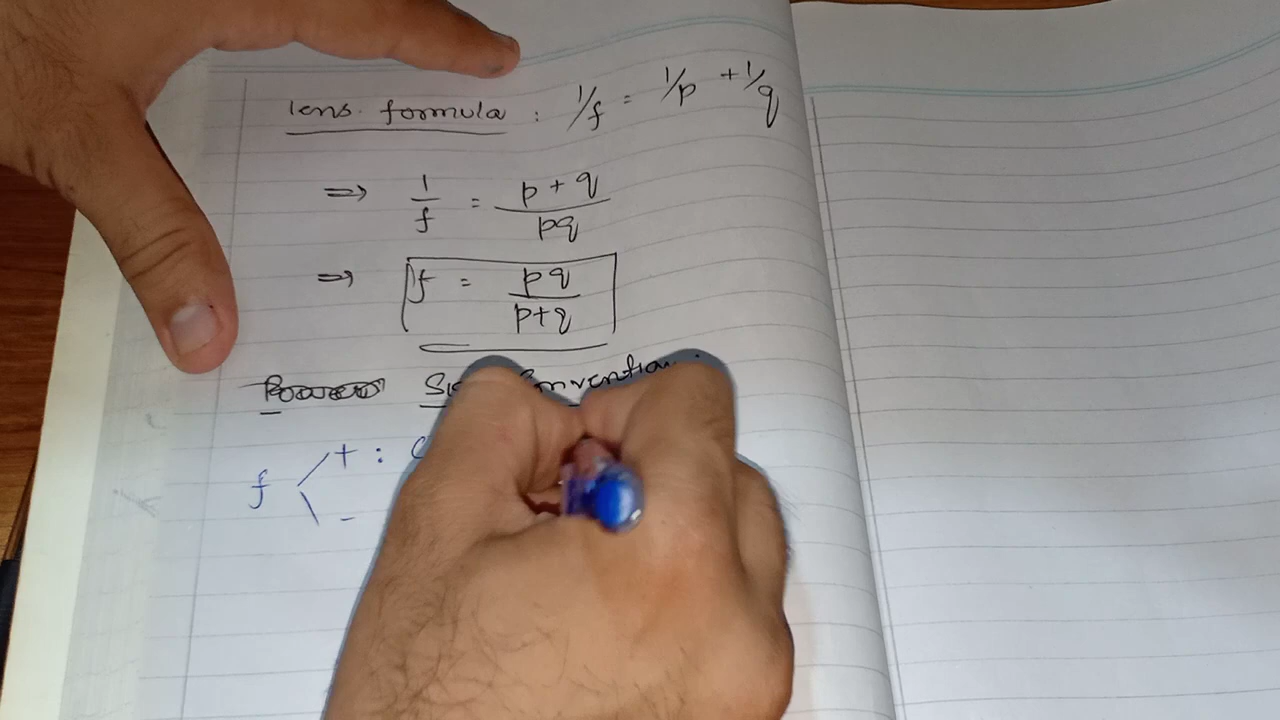 lens formula : 1/f = 1/p + 1/q
⇒ 1/f = p + q / pq
⇒ f = pq / p+q
f + :
-